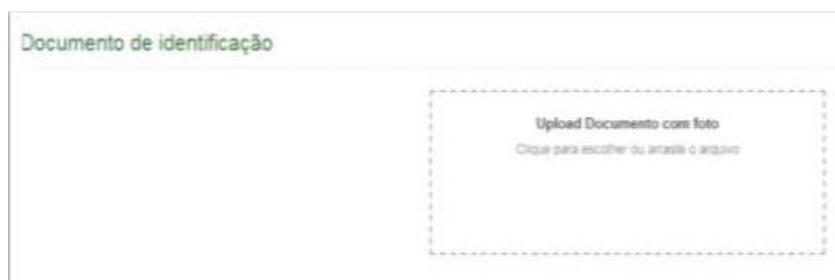 Documento de identificação
Upload Documento com foto
Clique para escolher ou arraste o arquivo